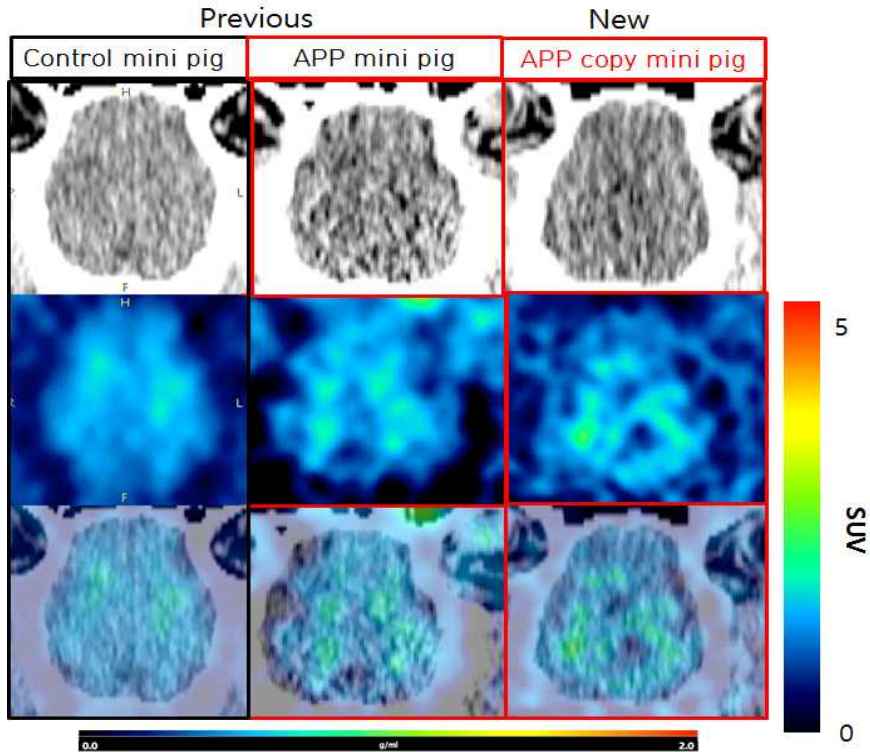 Previous New
Control mini pig APP mini pig APP copy mini pig
H
R L
F
H
R L
F
5
SUV
0
0.0 g/ml 2.0